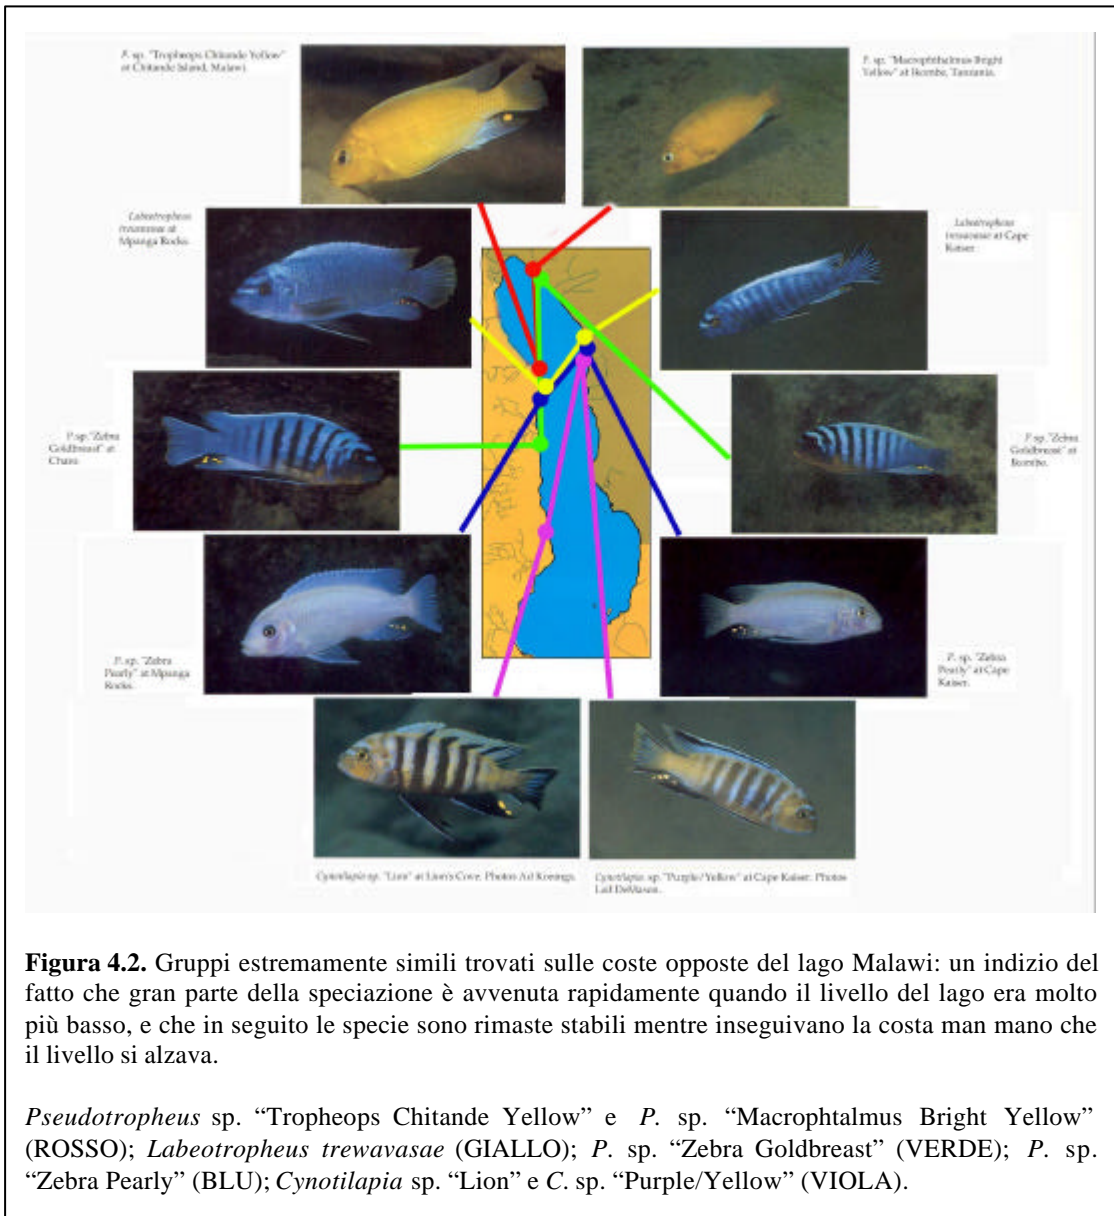 P. sp. "Tropheops Chitande Yellow"
at Chitande Island, Malawi.
P. sp. "Macrophthalmus Bright
Yellow" at Ikombe, Tanzania.
Labeotropheus
trewavasae at
Mpanga Rocks.
Labeotropheus
trewavasae at Cape
Kaiser.
P. sp. "Zebra
Goldbreast" at
P. sp. "Zebra
Goldbreast" at
Ikombe.
P. sp. "Zebra
Pearly" at Mpanga
Rocks.
P. sp. "Zebra
Pearly" at Cape
Kaiser.
Cynotilapia sp. "Lion" at Lion's Cove. Photos Ad Konings.
Cynotilapia sp. "Purple/Yellow" at Cape Kaiser. Photos
Laif DeMason.
Figura 4.2. Gruppi estremamente simili trovati sulle coste opposte del lago Malawi: un indizio del
fatto che gran parte della speciazione è avvenuta rapidamente quando il livello del lago era molto
più basso, e che in seguito le specie sono rimaste stabili mentre inseguivano la costa man mano che
il livello si alzava.
Pseudotropheus sp. “Tropheops Chitande Yellow” e P. sp. “Macrophtalmus Bright Yellow”
(ROSSO); Labeotropheus trewavasae (GIALLO); P. sp. “Zebra Goldbreast” (VERDE); P. sp.
“Zebra Pearly” (BLU); Cynotilapia sp. “Lion” e C. sp. “Purple/Yellow” (VIOLA).